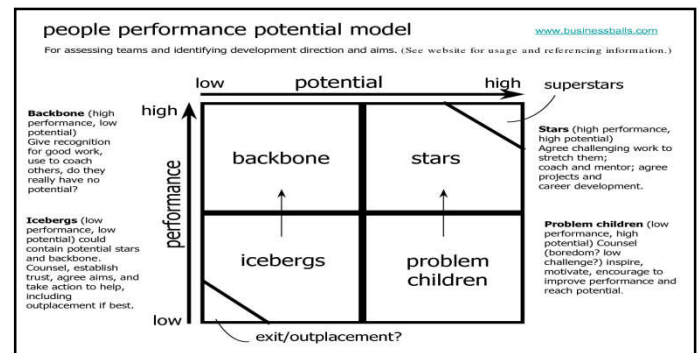 people performance potential model
www.businessballs.com
For assessing teams and identifying development direction and aims. (See website for usage and referencing information.)
low
potential
high
superstars
high
performance
low
Backbone (high
performance, low
potential)
Give recognition
for good work,
use to coach
others, do they
really have no
potential?
backbone
stars
Stars (high performance,
high potential)
Agree challenging work to
stretch them;
coach and mentor; agree
projects and
career development.
Icebergs (low
performance, low
potential) could
contain potential stars
and backbone.
Counsel, establish
trust, agree aims, and
take action to help,
including
outplacement if best.
icebergs
problem
children
Problem children (low
performance, high
potential) Counsel
(boredom? low
challenge?) inspire,
motivate, encourage to
improve performance and
reach potential.
exit/outplacement?